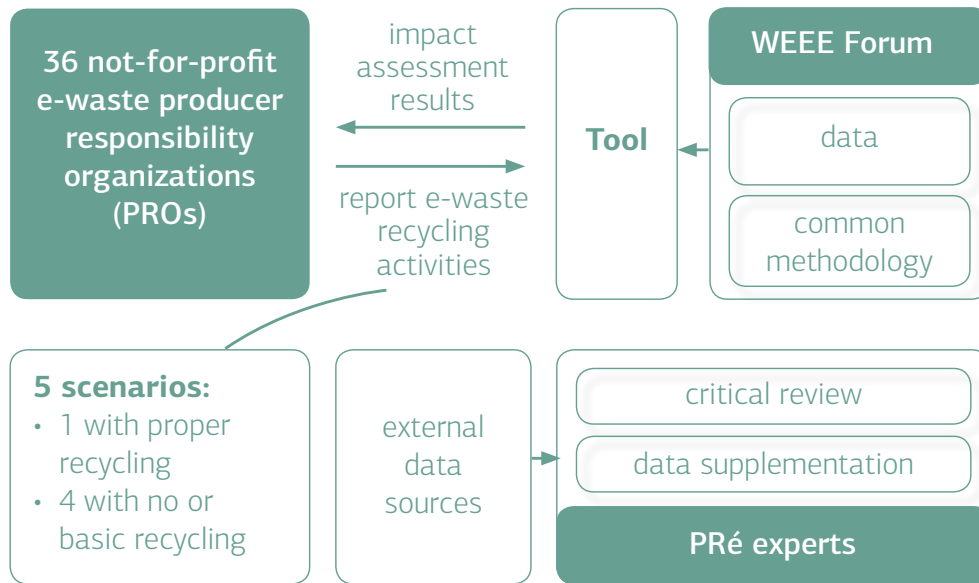 36 not-for-profit
e-waste producer
responsibility
organizations
(PROs)
impact
assessment
results
report e-waste
recycling
activities
Tool
WEEE Forum
data
common
methodology
5 scenarios:
• 1 with proper
recycling
• 4 with no or
basic recycling
external
data
sources
critical review
data supplementation
PRé experts